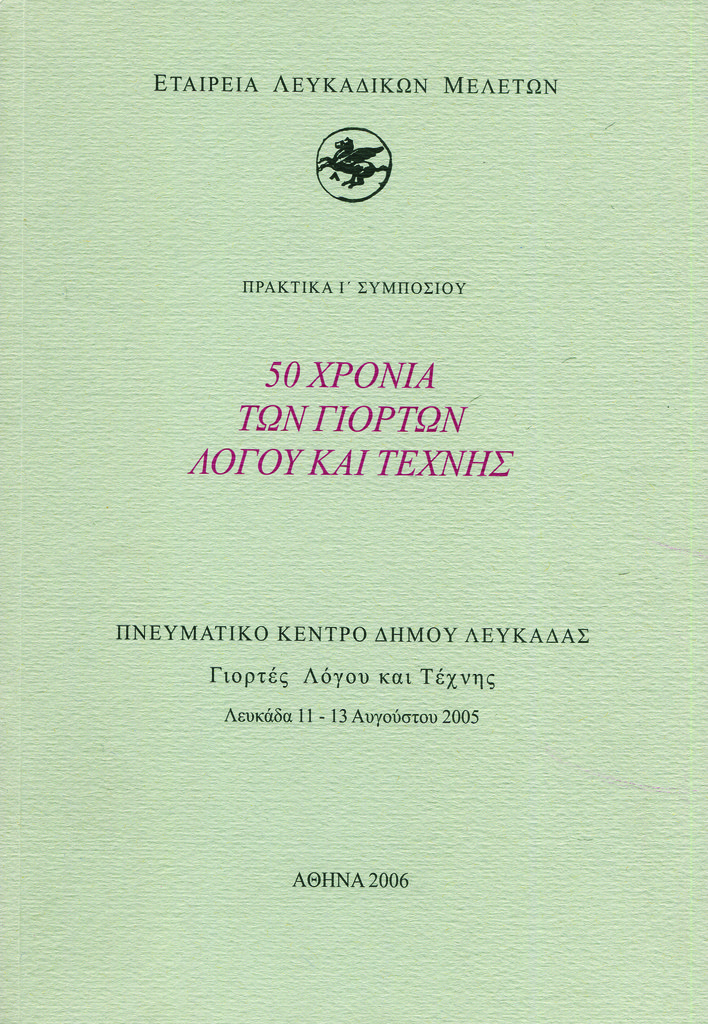 ΕΤΑΙΡΕΙΑ ΛΕΥΚΑΔΙΚΩΝ ΜΕΛΕΤΩΝ
Λ
ΠΡΑΚΤΙΚΑ Ι΄ ΣΥΜΠΟΣΙΟΥ
50 ΧΡΟΝΙΑ
ΤΩΝ ΓΙΟΡΤΩΝ
ΛΟΓΟΥ ΚΑΙ ΤΕΧΝΗΣ
ΠΝΕΥΜΑΤΙΚΟ ΚΕΝΤΡΟ ΔΗΜΟΥ ΛΕΥΚΑΔΑΣ
Γιορτές Λόγου και Τέχνης
Λευκάδα 11 - 13 Αυγούστου 2005
ΑΘΗΝΑ 2006